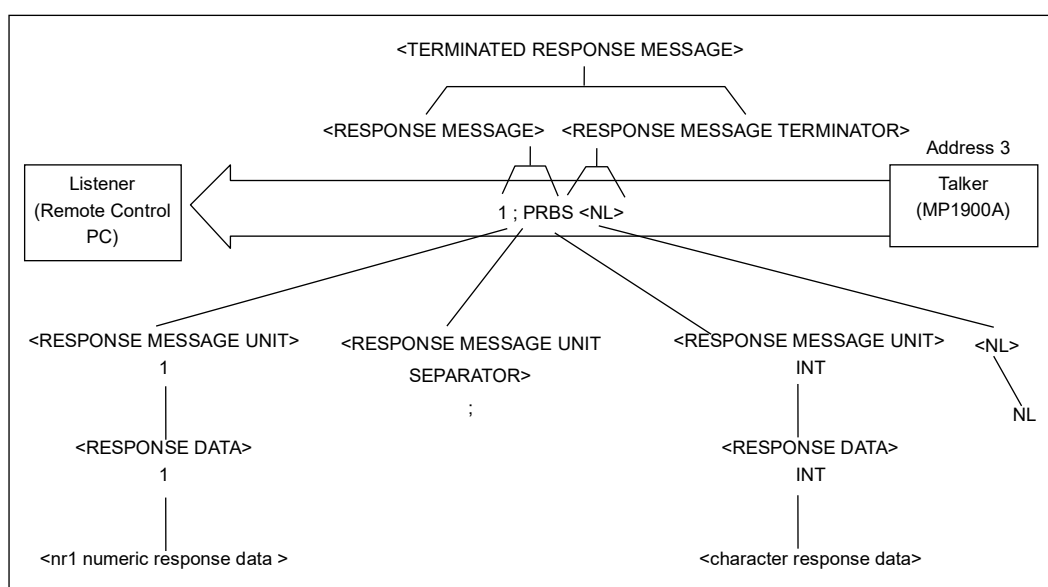 <TERMINATED RESPONSE MESSAGE>
<RESPONSE MESSAGE> <RESPONSE MESSAGE TERMINATOR>
Address 3
Listener
(Remote Control
PC)
1 ; PRBS <NL>
Talker
(MP1900A)
<RESPONSE MESSAGE UNIT>
1
<RESPONSE MESSAGE UNIT
SEPARATOR>
;
<RESPONSE MESSAGE UNIT>
INT
<NL>
NL
<RESPONSE DATA>
1
<RESPONSE DATA>
INT
<nr1 numeric response data >
<character response data>